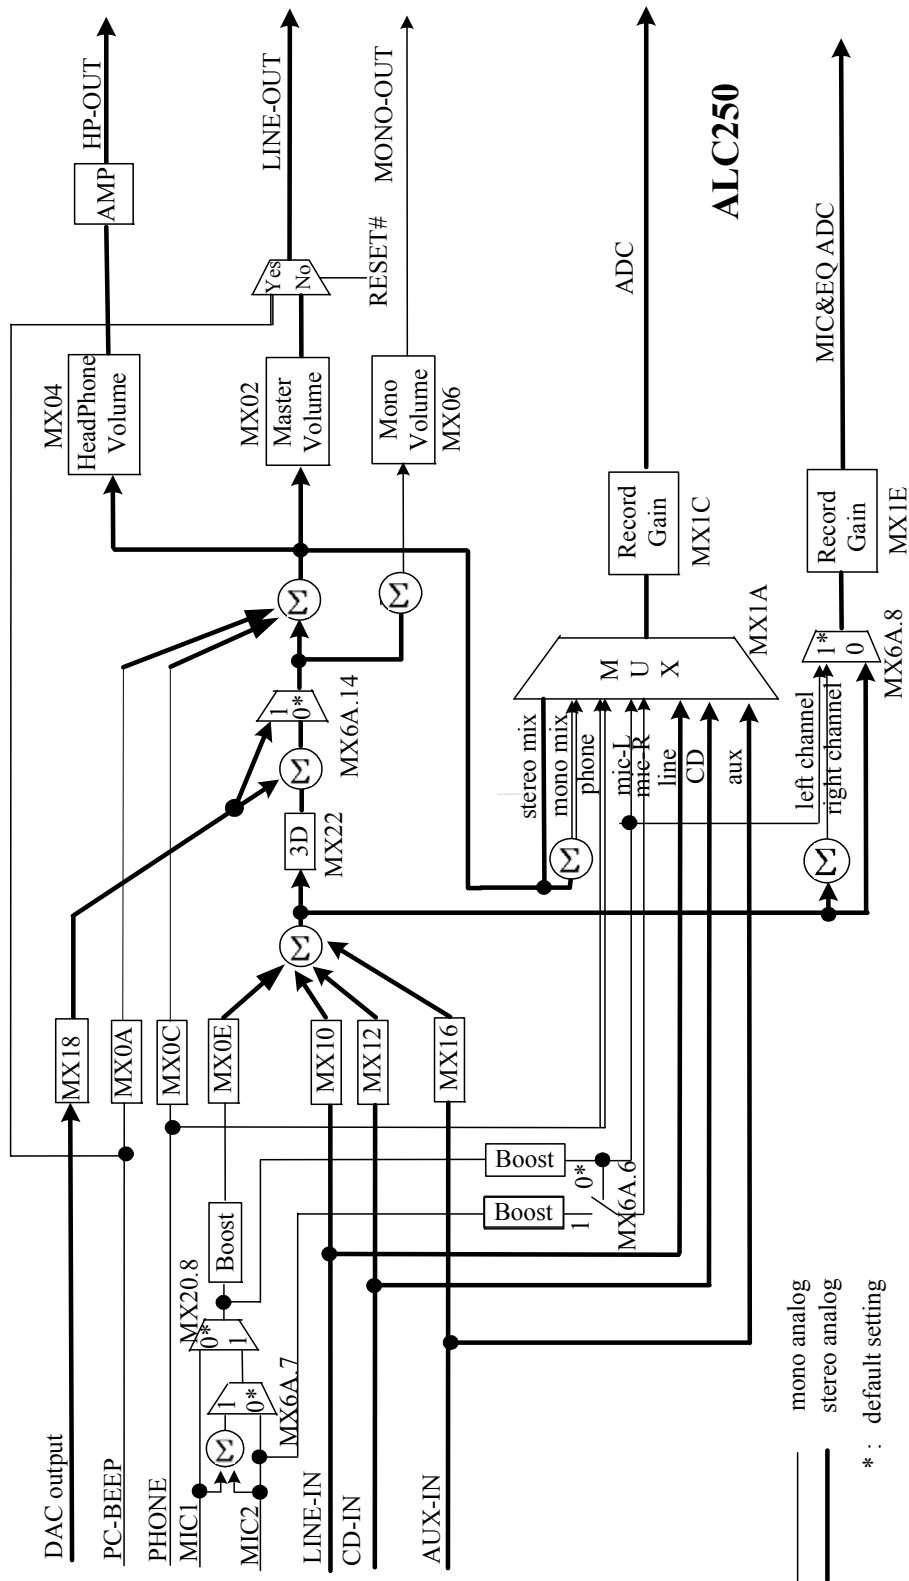 DAC output
PC-BEEP
PHONE
MIC1
MIC2
LINE-IN
CD-IN
AUX-IN
Σ
1
0*
MX6A.7
0*
1
MX20.8
Boost
Boost
Boost
0*
1
MX6A.6
MX18
MX0A
MX0C
MX0E
MX10
MX12
MX16
Σ
3D
MX22
Σ
1
0*
MX6A.14
Σ
Σ
MX04
HeadPhone
Volume
MX02
Master
Volume
Mono
Volume
MX06
AMP
Yes
No
RESET#
HP-OUT
LINE-OUT
MONO-OUT
Σ
stereo mix
mono mix
phone
mic-L
mic-R
line
CD
aux
M
U
X
MX1A
Record
Gain
MX1C
ADC
Σ
left channel
right channel
1*
0
MX6A.8
Record
Gain
MX1E
MIC&EQ ADC
ALC250
mono analog
stereo analog
* : default setting